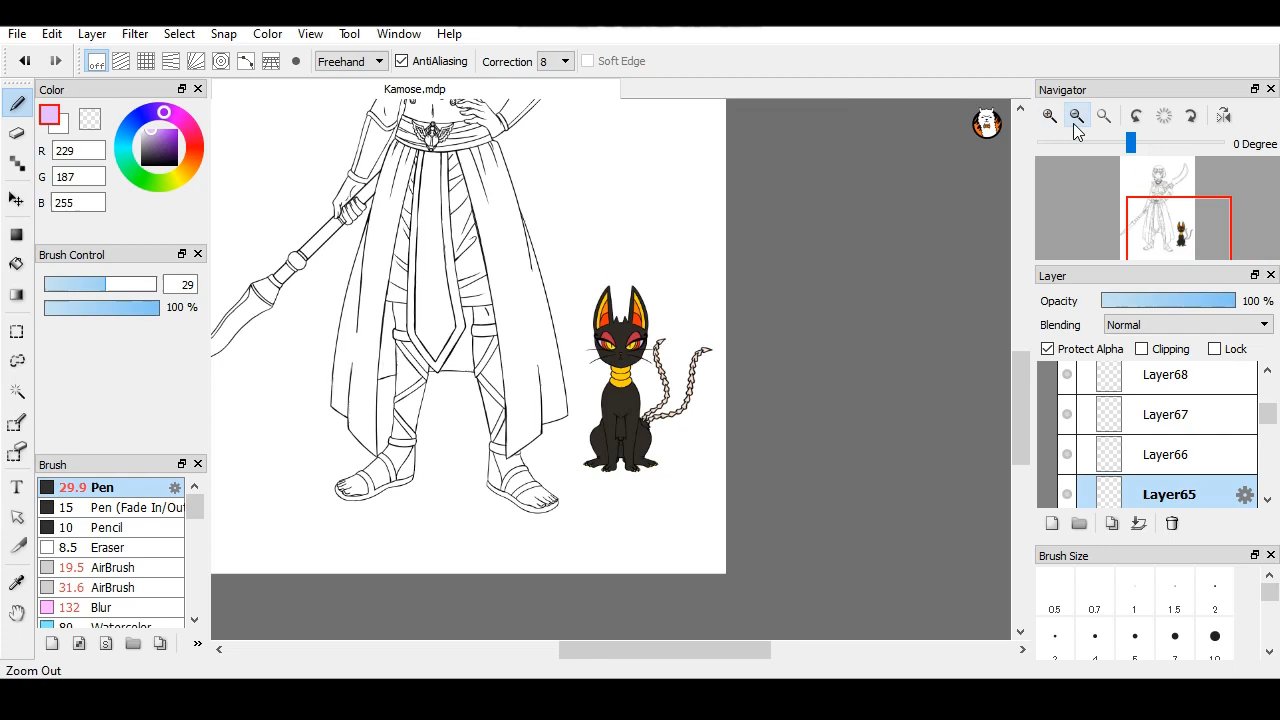 File Edit Layer Filter Select Snap Color View Tool Window Help
off Freehand AntiAliasing Correction 8 Soft Edge
Kamose.mdp
Color
R 229
G 187
B 255
Brush Control
29
100 %
Brush
29.9 Pen
15 Pen (Fade In/Out
10 Pencil
8.5 Eraser
19.5 AirBrush
31.6 AirBrush
132 Blur
80 Watercolor
Zoom Out
Navigator
0 Degree
Layer
Opacity 100 %
Blending Normal
Protect Alpha Clipping Lock
Layer68
Layer67
Layer66
Layer65
Brush Size
0.5 0.7 1 1.5 2